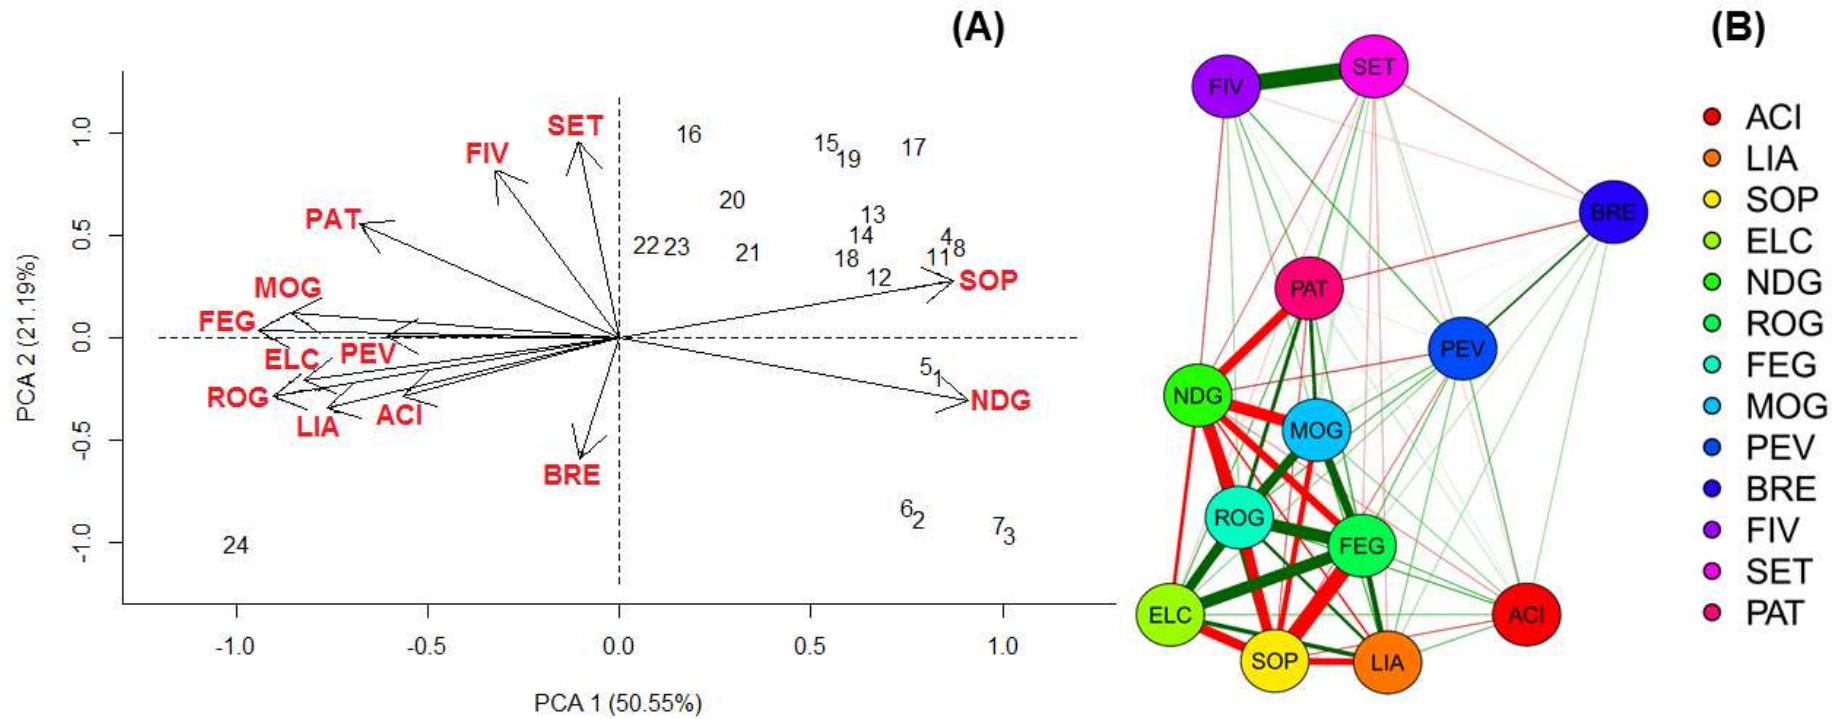 (A)
PCA 2 (21.19%)
1.0
0.5
0.0
-0.5
-1.0
SET
FIV
PAT
MOG
FEG
ELC PEV
ROG
LIA
ACI
BRE
SOP
NDG
16
15
19
17
20
13
14
22 23
21
18
12
4
8
11
5
1
6
2
7
3
24
-1.0 -0.5 0.0 0.5 1.0
PCA 1 (50.55%)
(B)
FIV
SET
BRE
PAT
PEV
NDG
MOG
ROG
FEG
ELC
ACI
SOP
LIA
ACI
LIA
SOP
ELC
NDG
ROG
FEG
MOG
PEV
BRE
FIV
SET
PAT